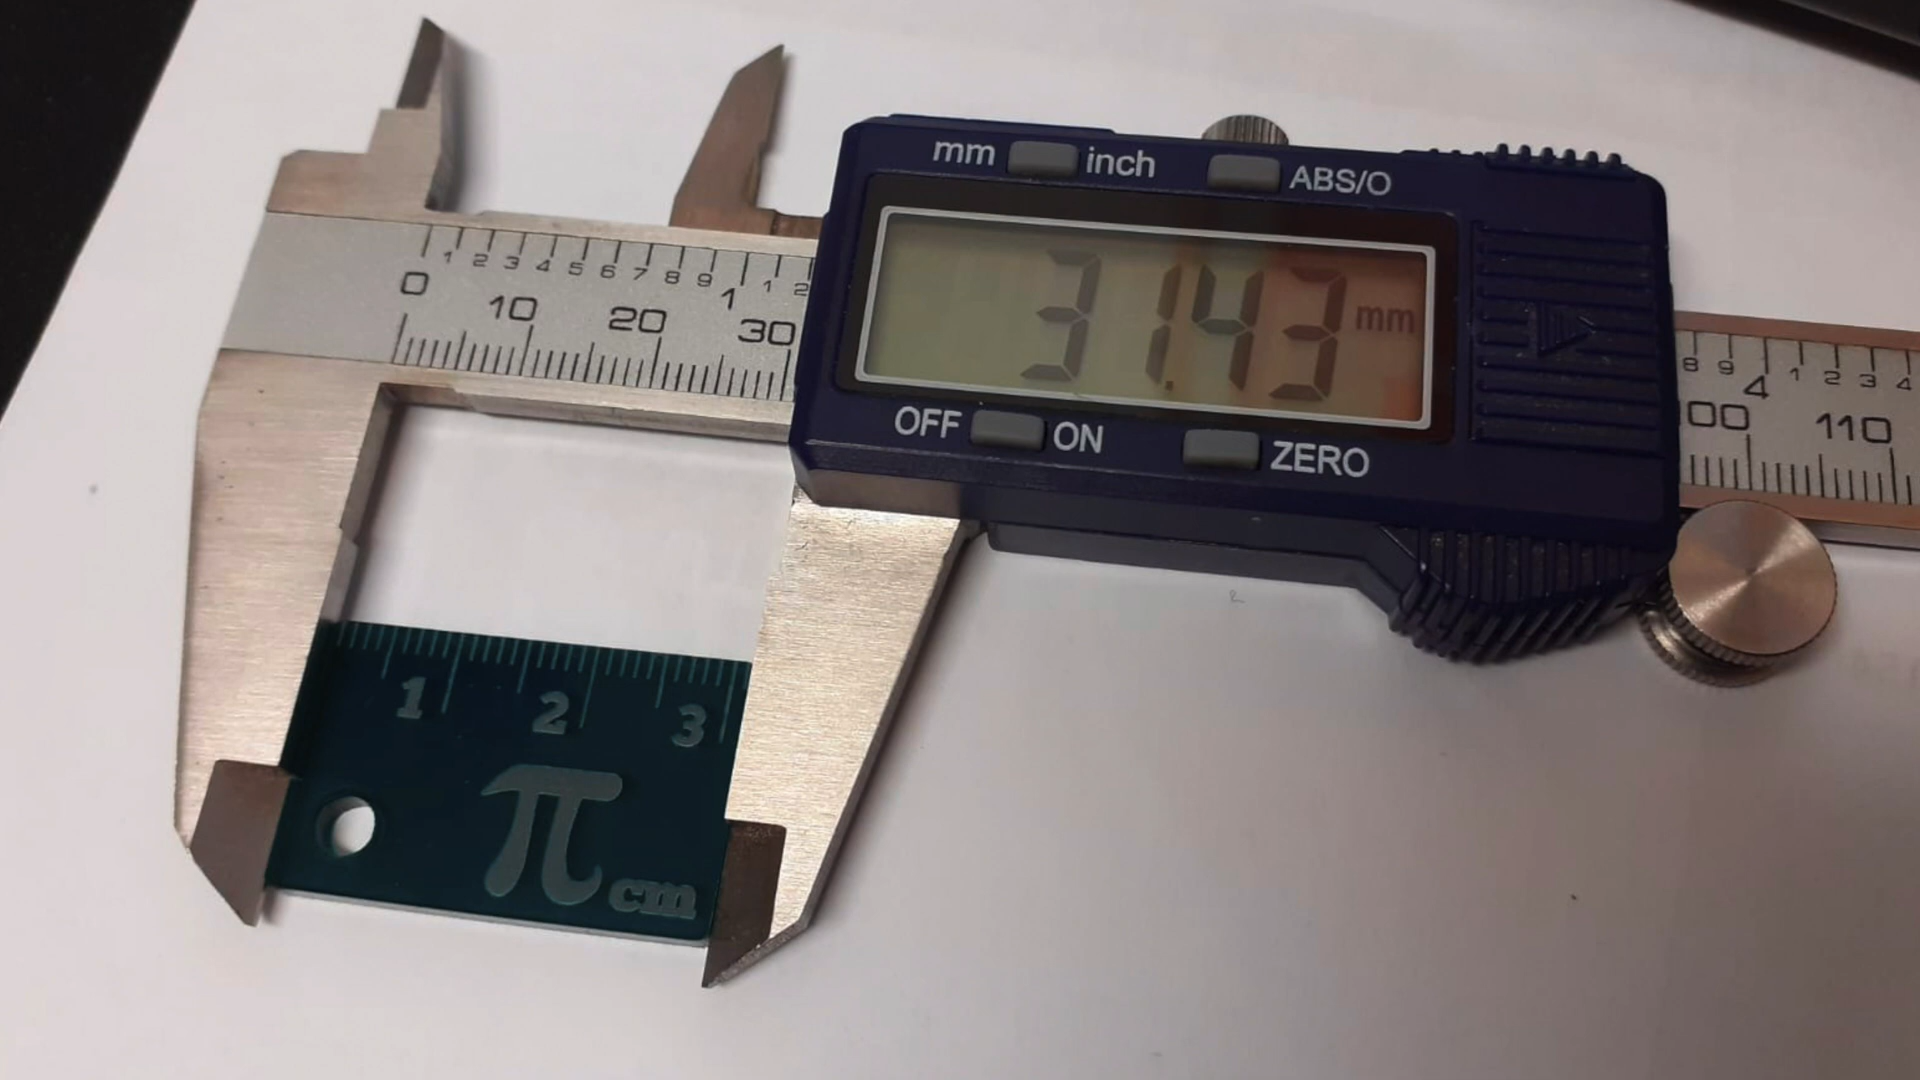 mm inch ABS/O
31.43 mm
OFF ON ZERO
1 2 3 4 5 6 7 8 9 1 1 2
0 10 20 30
8 9 4 1 2 3 4
00 110
1 2 3
π cm